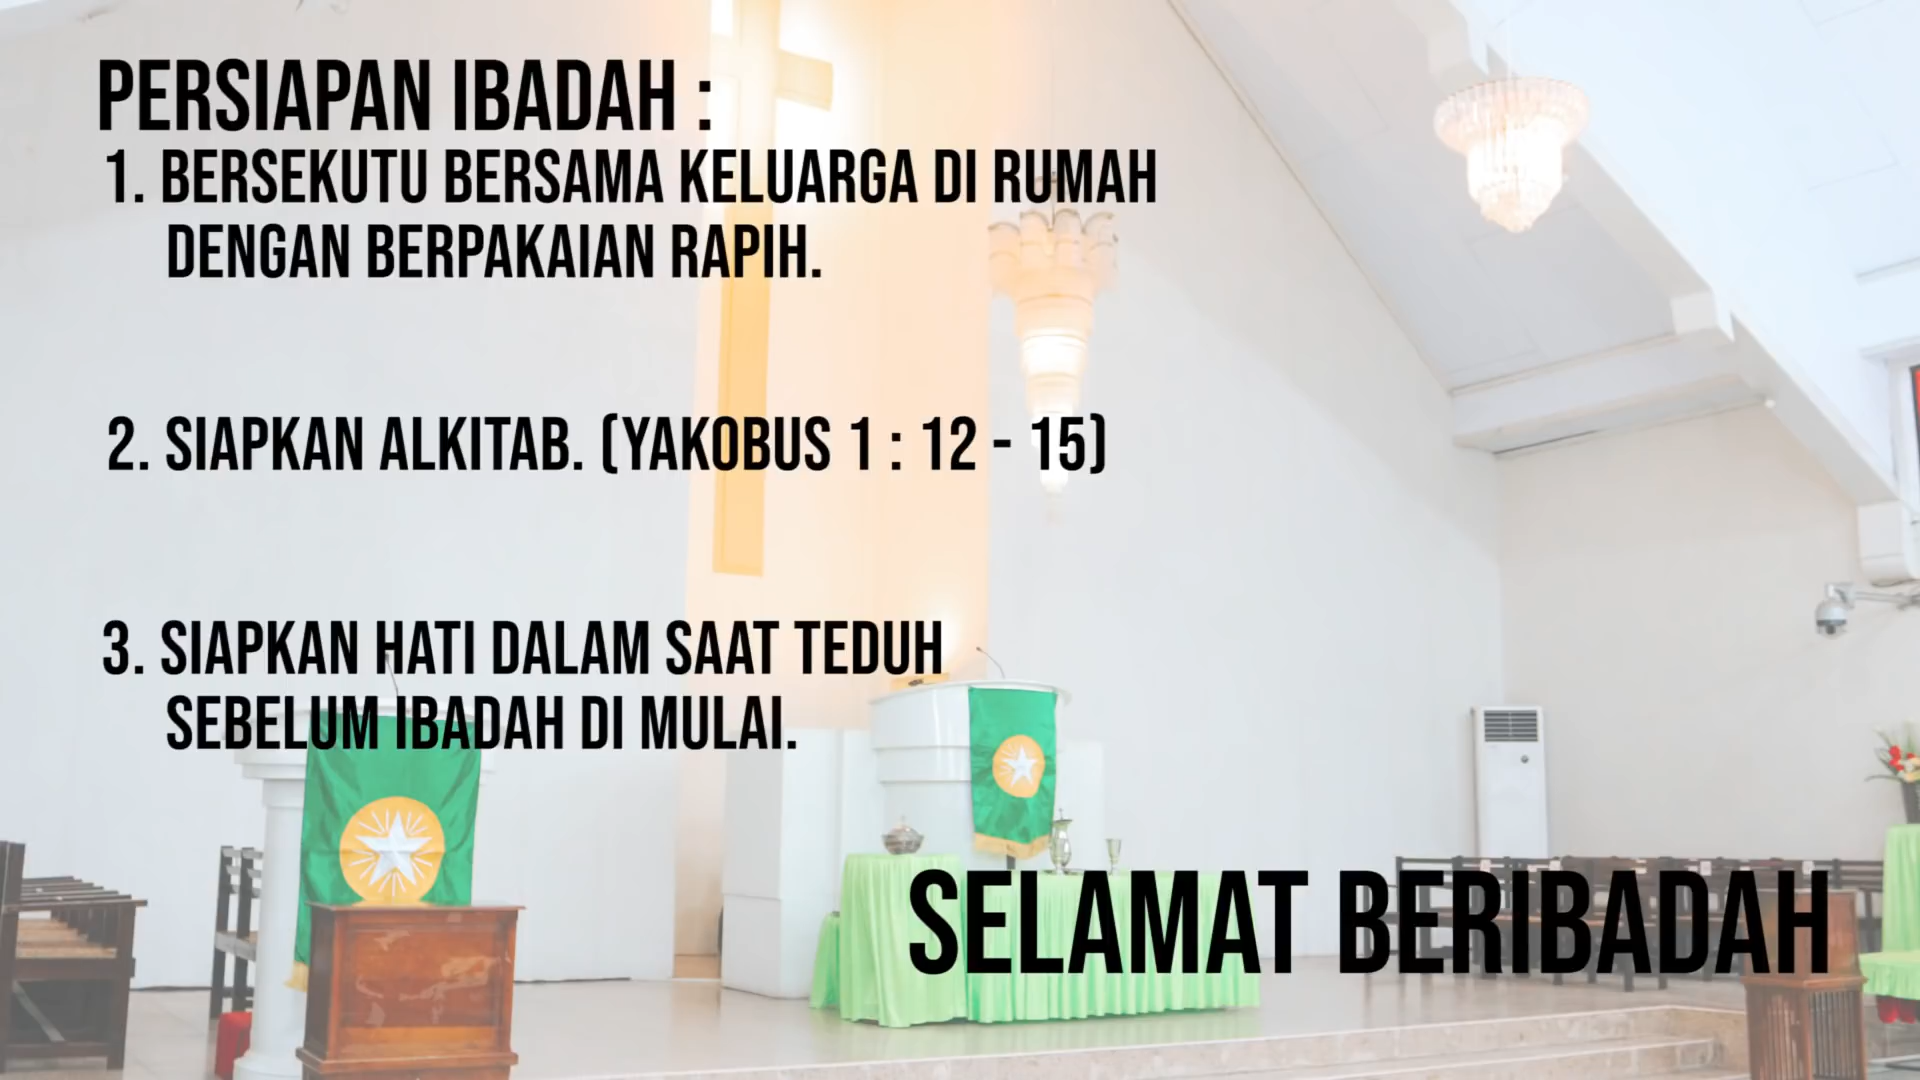 PERSIAPAN IBADAH :
1. BERSEKUTU BERSAMA KELUARGA DI RUMAH
DENGAN BERPAKAIAN RAPIH.
2. SIAPKAN ALKITAB. (YAKOBUS 1 : 12 - 15)
3. SIAPKAN HATI DALAM SAAT TEDUH
SEBELUM IBADAH DI MULAI.
SELAMAT BERIBADAH